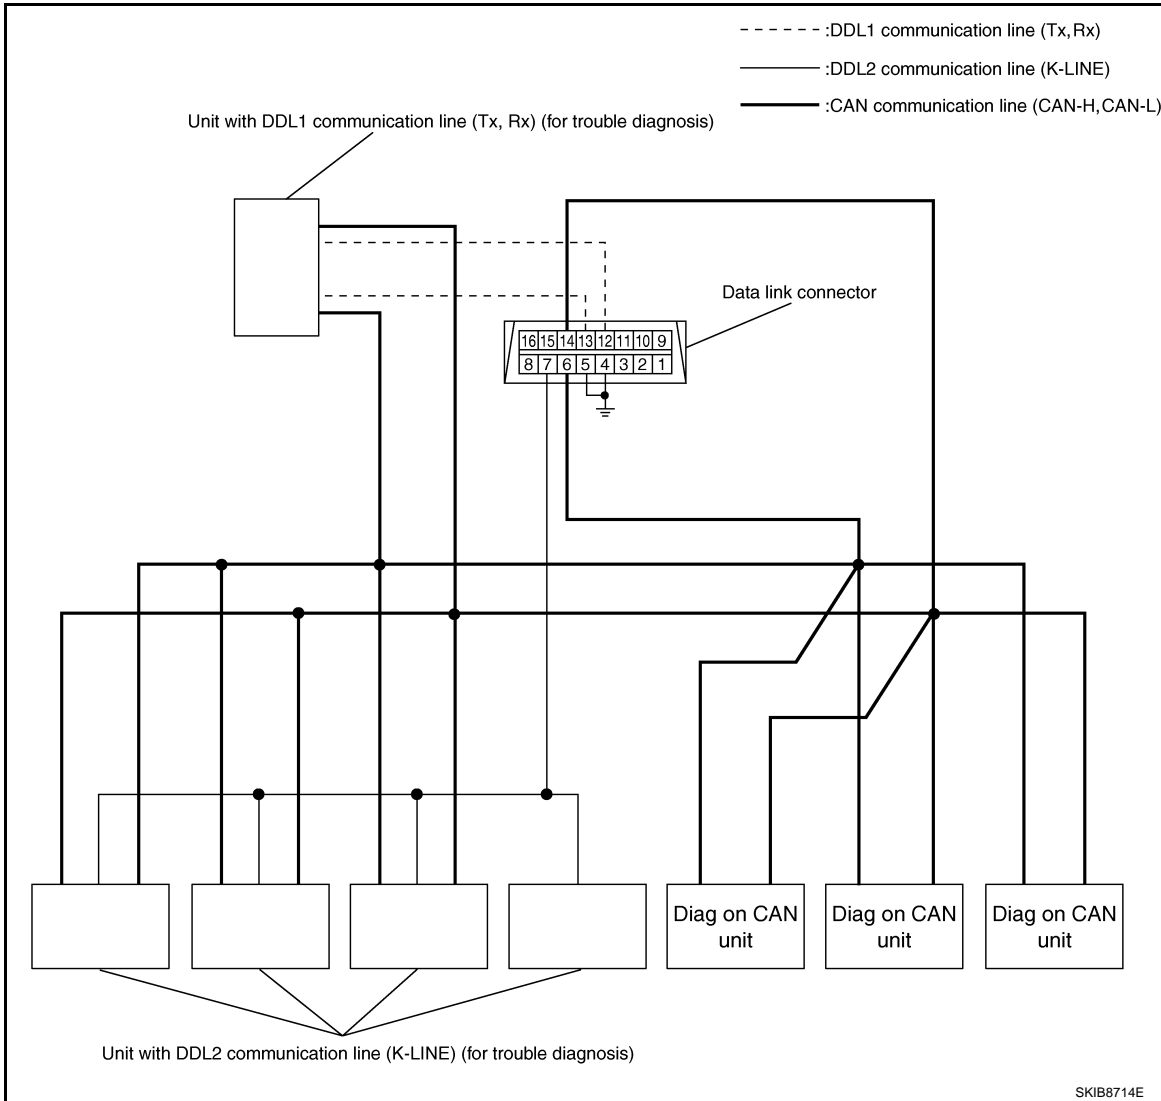 :DDL1 communication line (Tx, Rx)
:DDL2 communication line (K-LINE)
:CAN communication line (CAN-H, CAN-L)
Unit with DDL1 communication line (Tx, Rx) (for trouble diagnosis)
Data link connector
16 15 14 13 12 11 10 9
8 7 6 5 4 3 2 1
Diag on CAN
unit
Diag on CAN
unit
Diag on CAN
unit
Unit with DDL2 communication line (K-LINE) (for trouble diagnosis)
SKIB8714E